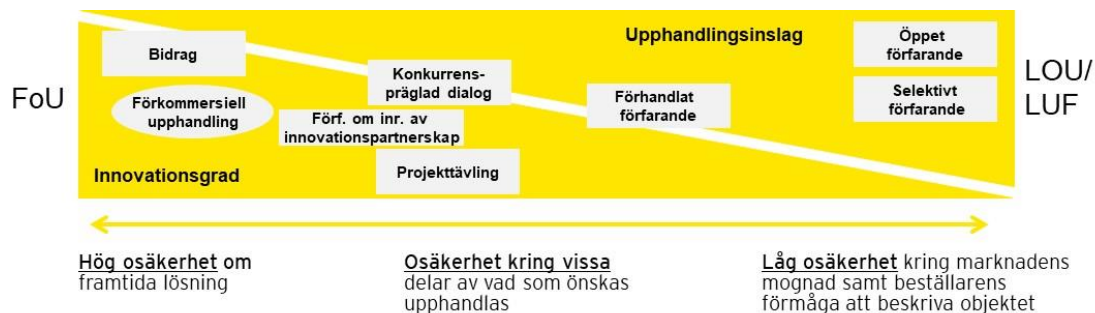 FoU
Bidrag
Förkommersiell
upphandling
Innovationsgrad
Konkurrens-
präglad dialog
Förf. om inr. av
innovationspartnerskap
Projekttävling
Upphandlingsinslag
Förhandlat
förfarande
Öppet
förfarande
Selektivt
förfarande
LOU/
LUF
Hög osäkerhet om
framtida lösning
Osäkerhet kring vissa
delar av vad som önskas
upphandlas
Låg osäkerhet kring marknadens
mognad samt beställarens
förmåga att beskriva objektet